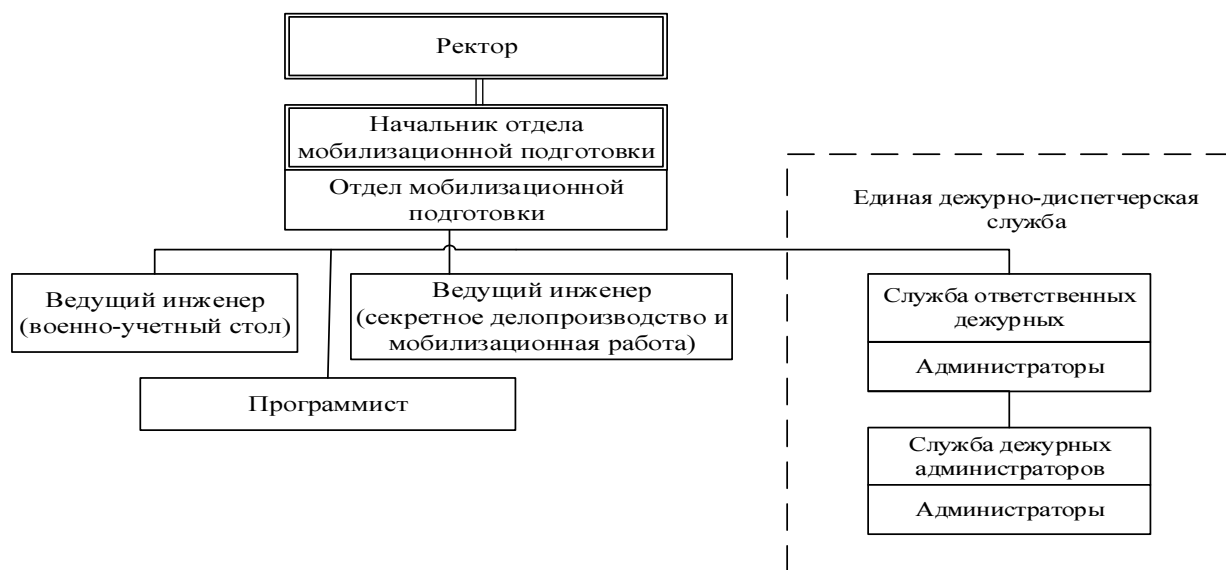 Ректор
Начальник отдела
мобилизационной подготовки
Отдел мобилизационной
подготовки
Единая дежурно-диспетчерская
служба
Ведущий инженер
(военно-учетный стол)
Ведущий инженер
(секретное делопроизводство и
мобилизационная работа)
Служба ответственных
дежурных
Администраторы
Программист
Служба дежурных
администраторов
Администраторы